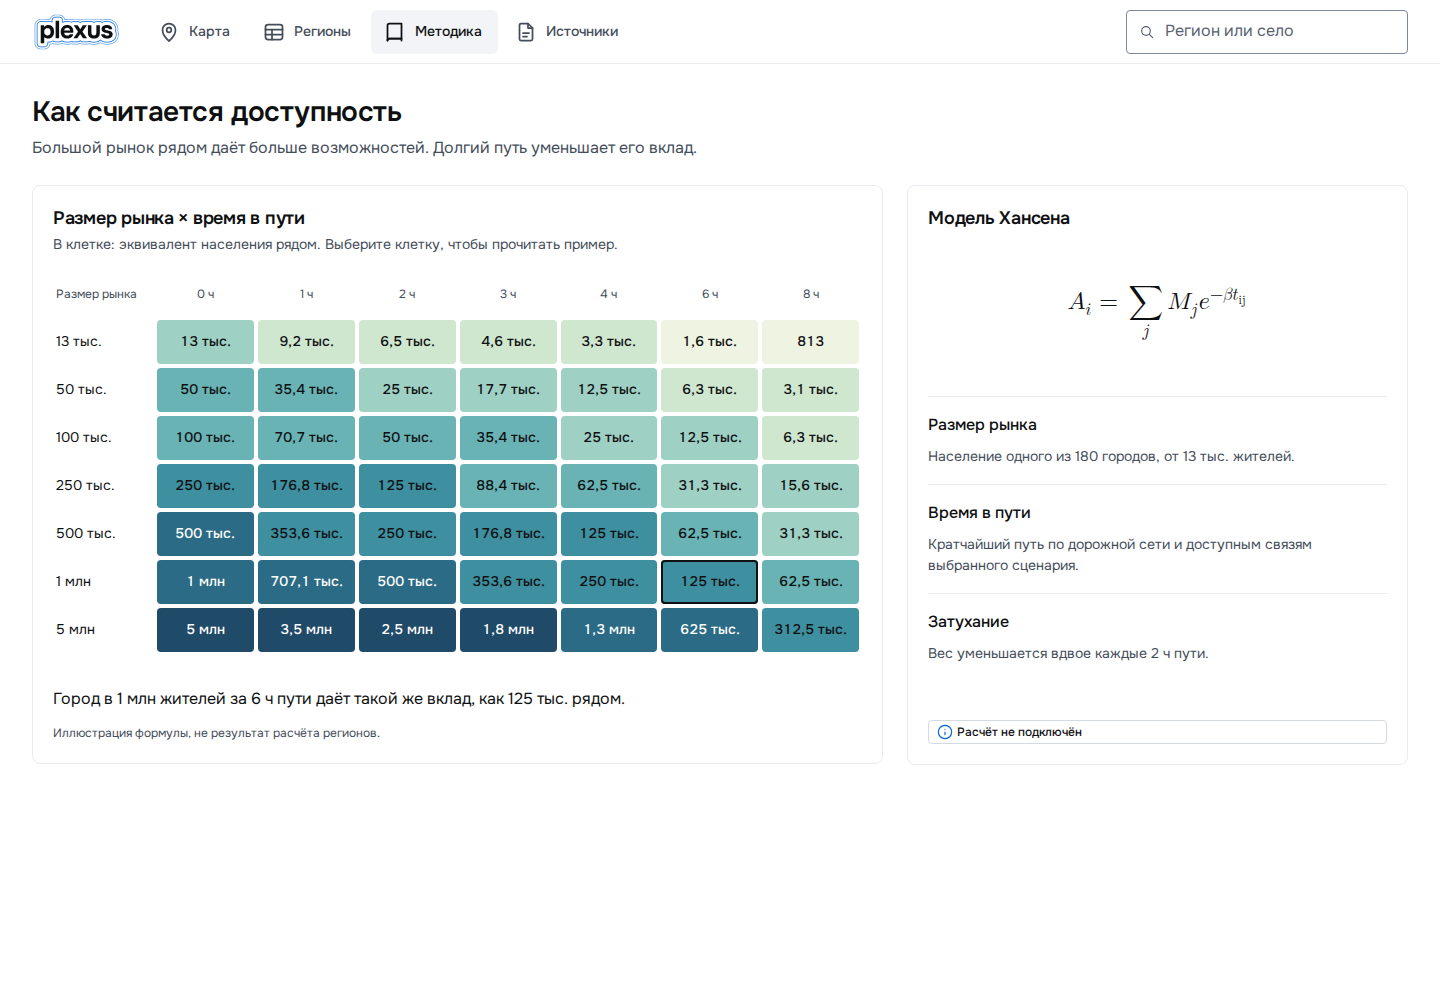 plexus
Карта
Регионы
Методика
Источники
Регион или село
Как считается доступность
Большой рынок рядом даёт больше возможностей. Долгий путь уменьшает его вклад.
Размер рынка × время в пути
В клетке: эквивалент населения рядом. Выберите клетку, чтобы прочитать пример.
Размер рынка 0 ч 1 ч 2 ч 3 ч 4 ч 6 ч 8 ч
13 тыс. 13 тыс. 9,2 тыс. 6,5 тыс. 4,6 тыс. 3,3 тыс. 1,6 тыс. 813
50 тыс. 50 тыс. 35,4 тыс. 25 тыс. 17,7 тыс. 12,5 тыс. 6,3 тыс. 3,1 тыс.
100 тыс. 100 тыс. 70,7 тыс. 50 тыс. 35,4 тыс. 25 тыс. 12,5 тыс. 6,3 тыс.
250 тыс. 250 тыс. 176,8 тыс. 125 тыс. 88,4 тыс. 62,5 тыс. 31,3 тыс. 15,6 тыс.
500 тыс. 500 тыс. 353,6 тыс. 250 тыс. 176,8 тыс. 125 тыс. 62,5 тыс. 31,3 тыс.
1 млн 1 млн 707,1 тыс. 500 тыс. 353,6 тыс. 250 тыс. 125 тыс. 62,5 тыс.
5 млн 5 млн 3,5 млн 2,5 млн 1,8 млн 1,3 млн 625 тыс. 312,5 тыс.
Город в 1 млн жителей за 6 ч пути даёт такой же вклад, как 125 тыс. рядом.
Иллюстрация формулы, не результат расчёта регионов.
Модель Хансена
A_i = ∑_j M_j e^{−βt_{ij}}
Размер рынка
Население одного из 180 городов, от 13 тыс. жителей.
Время в пути
Кратчайший путь по дорожной сети и доступным связям
выбранного сценария.
Затухание
Вес уменьшается вдвое каждые 2 ч пути.
Расчёт не подключён